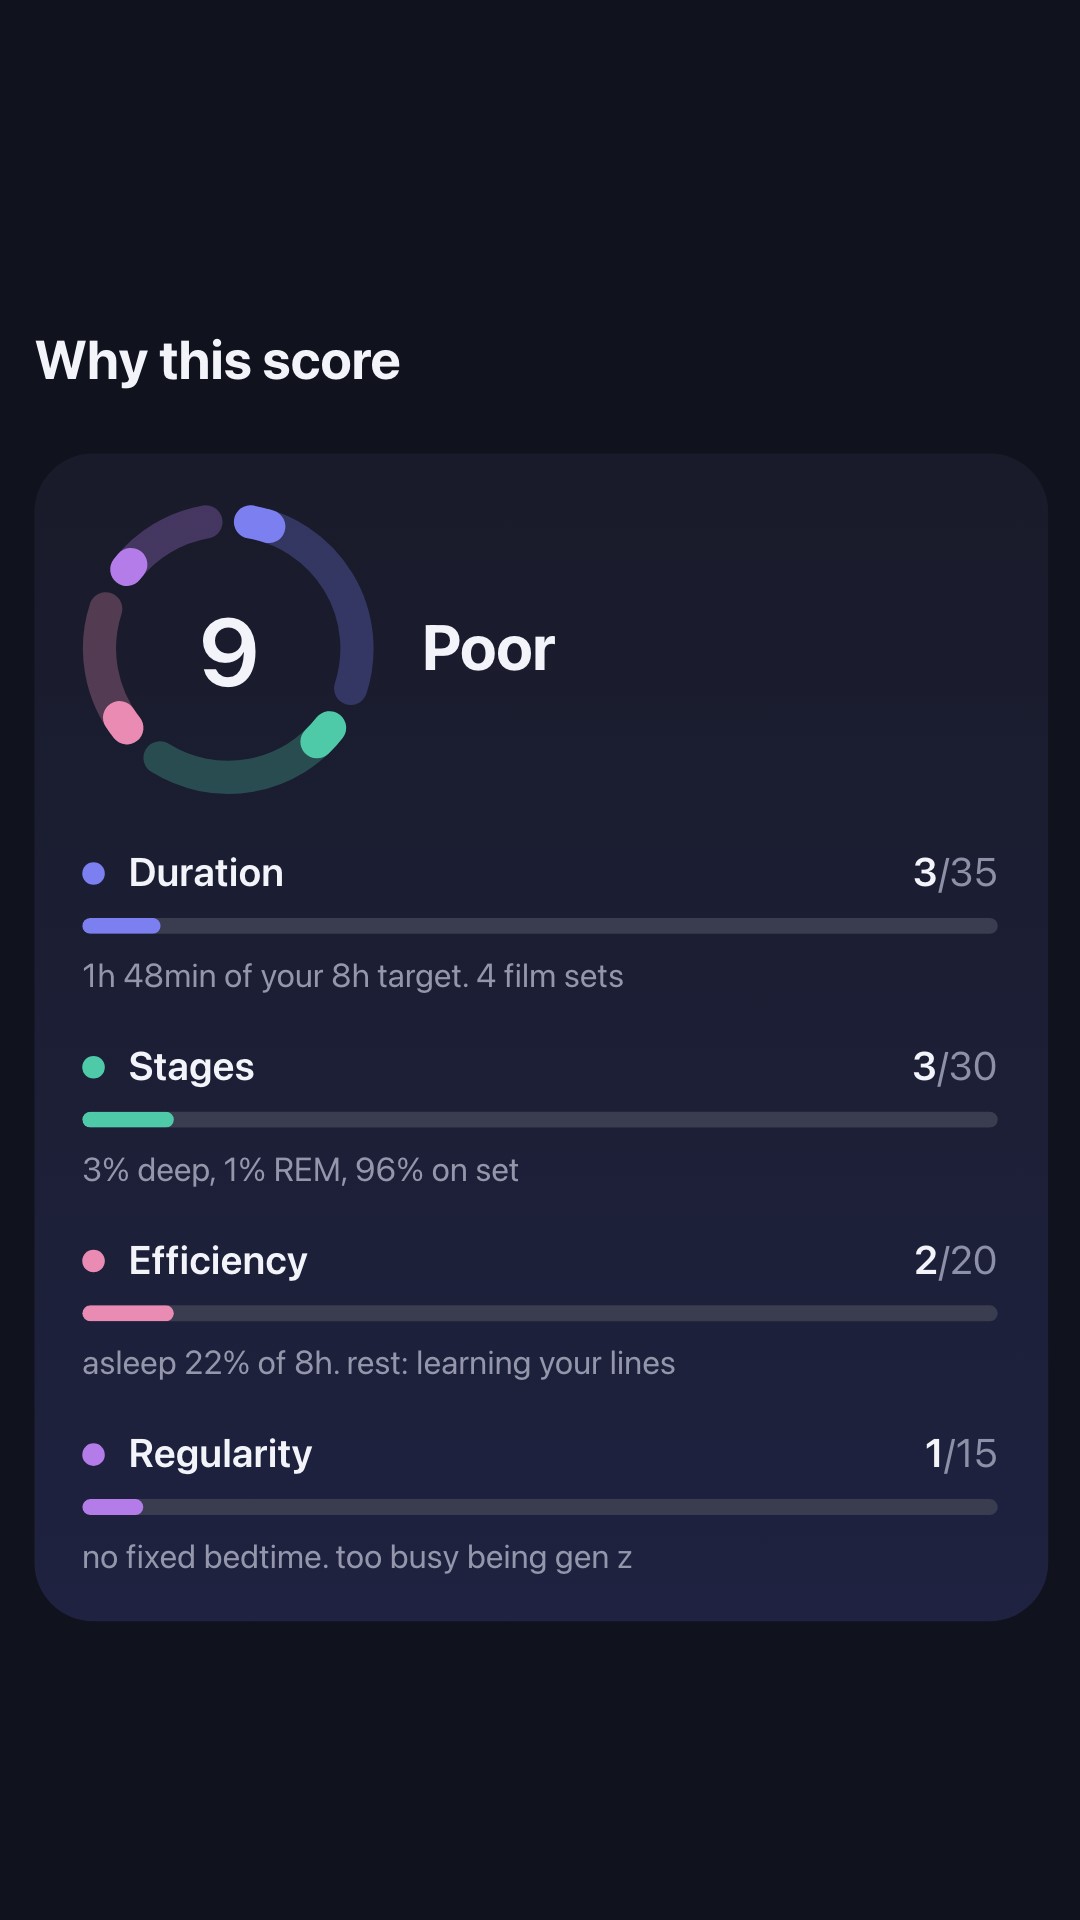 Why this score
9
Poor
Duration 3/35
1h 48min of your 8h target. 4 film sets
Stages 3/30
3% deep, 1% REM, 96% on set
Efficiency 2/20
asleep 22% of 8h. rest: learning your lines
Regularity 1/15
no fixed bedtime. too busy being gen z